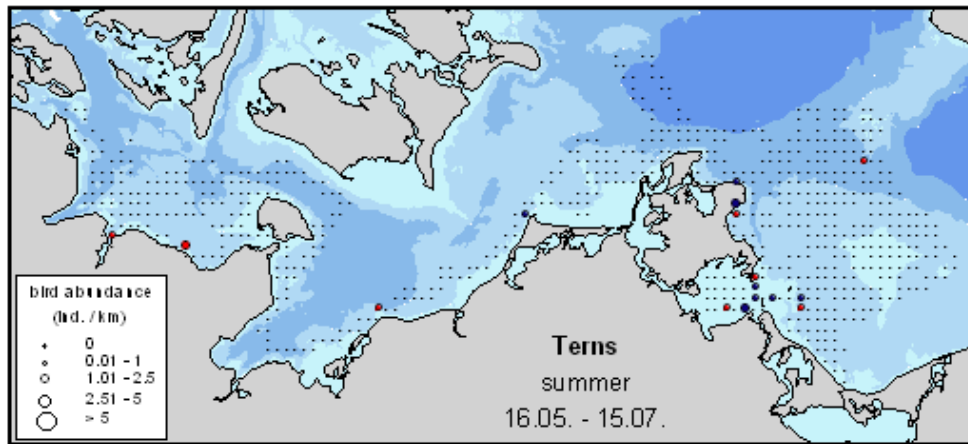 bird abundance
(Ind. / km)
0
0.01 - 1
1.01 - 2.5
2.51 - 5
> 5
Terns
summer
16.05. - 15.07.